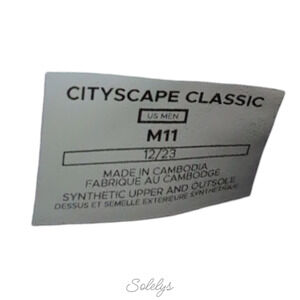 CITYSCAPE CLASSIC
US MEN
M11
12/23
MADE IN CAMBODIA
FABRIQUE AU CAMBODGE
SYNTHETIC UPPER AND OUTSOLE
DESSUS ET SEMELLE EXTERIEURE SYNTHETIQUE
Solelys